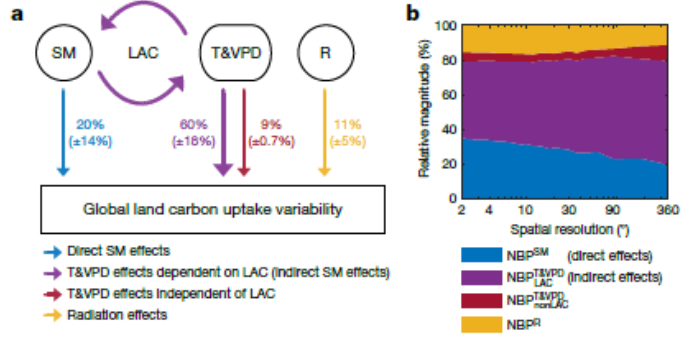 a
SM
LAC
T&VPD
R
20%
(±14%)
60%
(±18%)
9%
(±0.7%)
11%
(±5%)
Global land carbon uptake variability
Direct SM effects
T&VPD effects dependent on LAC (indirect SM effects)
T&VPD effects independent of LAC
Radiation effects
b
Relative magnitude (%)
100
80
60
40
20
0
2 4 10 30 90 360
Spatial resolution (°)
NBP^SM (direct effects)
NBP^T&VPD_LAC (indirect effects)
NBP^T&VPD_nonLAC
NBP^R